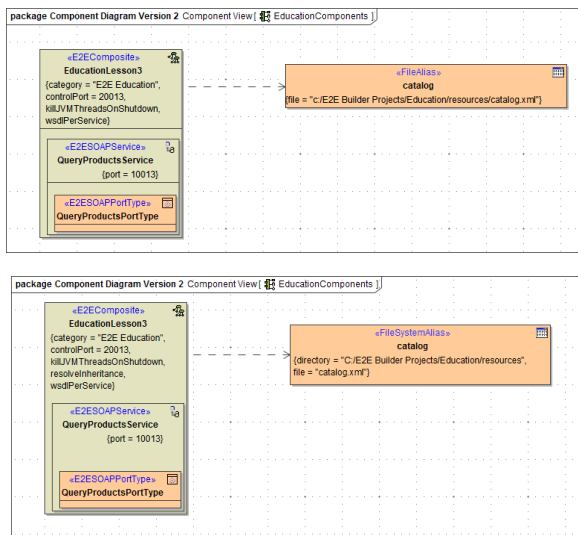 package Component Diagram Version 2 Component View [ EducationComponents ]
«E2EComposite»
EducationLesson3
{category = "E2E Education",
controlPort = 20013,
killJVMThreadsOnShutdown,
wsdlPerService}
«E2ESOAPService»
QueryProductsService
{port = 10013}
«E2ESOAPPortType»
QueryProductsPortType
«FileAlias»
catalog
{file = "c:/E2E Builder Projects/Education/resources/catalog.xml"}
package Component Diagram Version 2 Component View [ EducationComponents ]
«E2EComposite»
EducationLesson3
{category = "E2E Education",
controlPort = 20013,
killJVMThreadsOnShutdown,
resolveInheritance,
wsdlPerService}
«E2ESOAPService»
QueryProductsService
{port = 10013}
«E2ESOAPPortType»
QueryProductsPortType
«FileSystemAlias»
catalog
{directory = "C:/E2E Builder Projects/Education/resources",
file = "catalog.xml"}